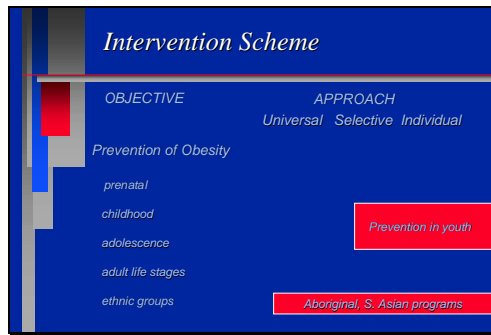 Intervention Scheme
OBJECTIVE
APPROACH
Universal Selective Individual
Prevention of Obesity
prenatal
childhood
Prevention in youth
adolescence
adult life stages
ethnic groups
Aboriginal, S. Asian programs